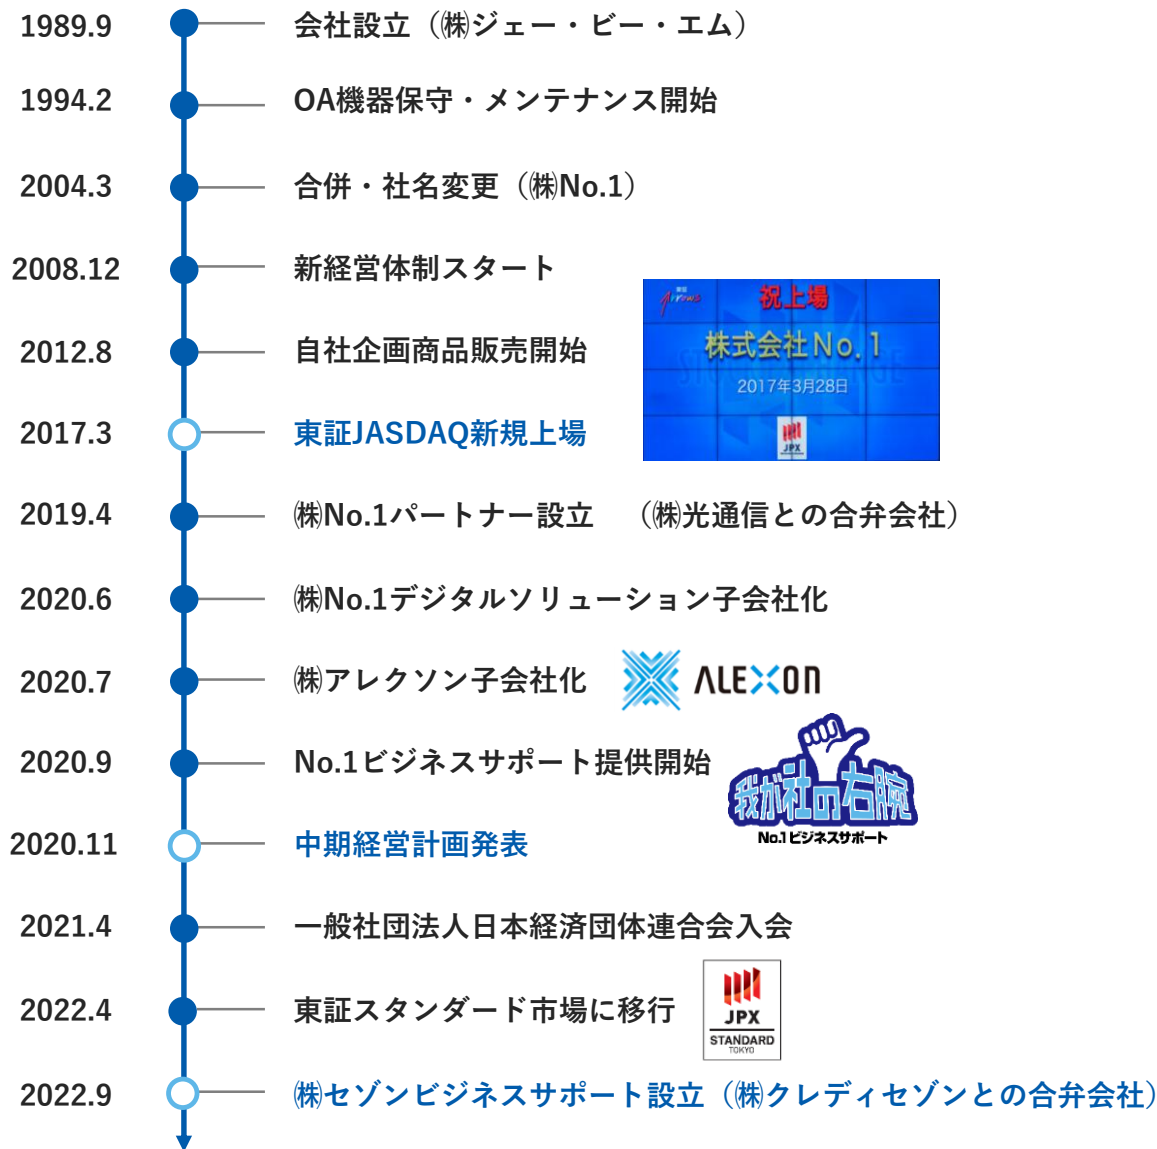 1989.9 会社設立（㈱ジェー・ビー・エム）
1994.2 OA機器保守・メンテナンス開始
2004.3 合併・社名変更（㈱No.1）
2008.12 新経営体制スタート
東証
Arrows
祝上場
株式会社No.1
STOCK EXCHANGE
2017年3月28日
JPX
2012.8 自社企画商品販売開始
2017.3 東証JASDAQ新規上場
2019.4 ㈱No.1パートナー設立　（㈱光通信との合弁会社）
2020.6 ㈱No.1デジタルソリューション子会社化
2020.7 ㈱アレクソン子会社化 ALEXON
2020.9 No.1ビジネスサポート提供開始
我が社の右腕
No.1ビジネスサポート
2020.11 中期経営計画発表
2021.4 一般社団法人日本経済団体連合会入会
2022.4 東証スタンダード市場に移行
JPX
STANDARD
TOKYO
2022.9 ㈱セゾンビジネスサポート設立（㈱クレディセゾンとの合弁会社）